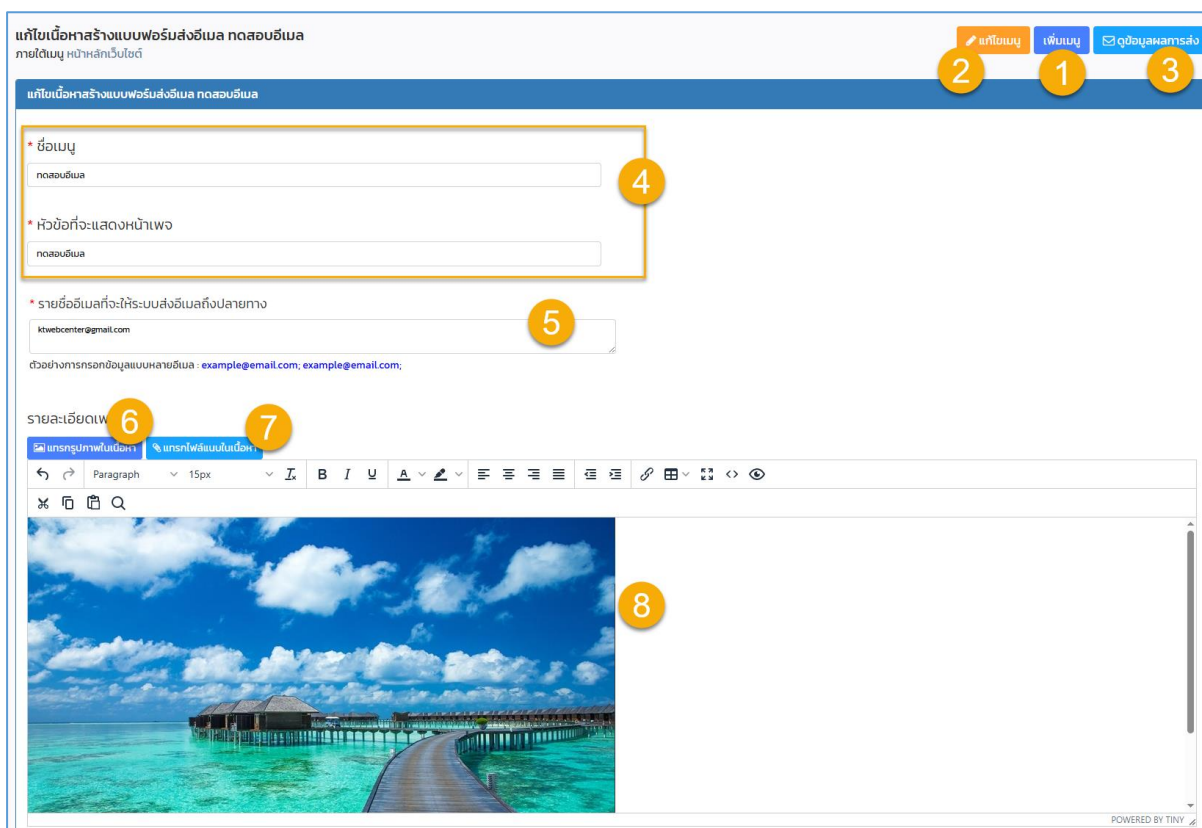 แก้ไขเนื้อหาสร้างแบบฟอร์มส่งอีเมล ทดสอบอีเมล
ภายใต้เมนู หน้าหลักเว็บไซต์
แก้ไขเมนู เพิ่มเมนู ดูข้อมูลผลการส่ง
2 1 3
แก้ไขเนื้อหาสร้างแบบฟอร์มส่งอีเมล ทดสอบอีเมล
* ชื่อเมนู
ทดสอบอีเมล
4
* หัวข้อที่จะแสดงหน้าเพจ
ทดสอบอีเมล
* รายชื่ออีเมลที่จะให้ระบบส่งอีเมลถึงปลายทาง
ktwebcenter@gmail.com
5
ตัวอย่างการกรอกข้อมูลแบบหลายอีเมล : example@email.com; example@email.com;
รายละเอียดเพ
6 7
แทรกรูปภาพในเนื้อหา แทรกไฟล์แนบในเนื้อหา
Paragraph 15px B I U A
8
POWERED BY TINY